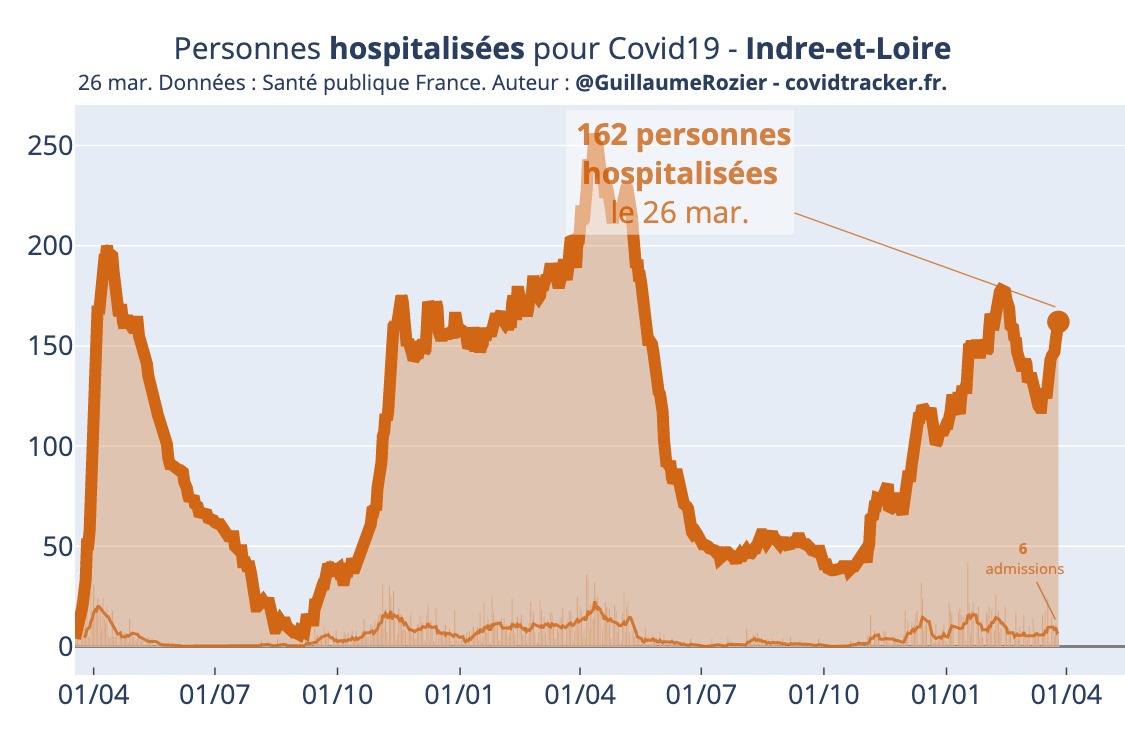 Personnes hospitalisées pour Covid19 - Indre-et-Loire
26 mar. Données : Santé publique France. Auteur : @GuillaumeRozier - covidtracker.fr.
162 personnes
hospitalisées
le 26 mar.
250
200
150
100
50
0
6
admissions
01/04 01/07 01/10 01/01 01/04 01/07 01/10 01/01 01/04